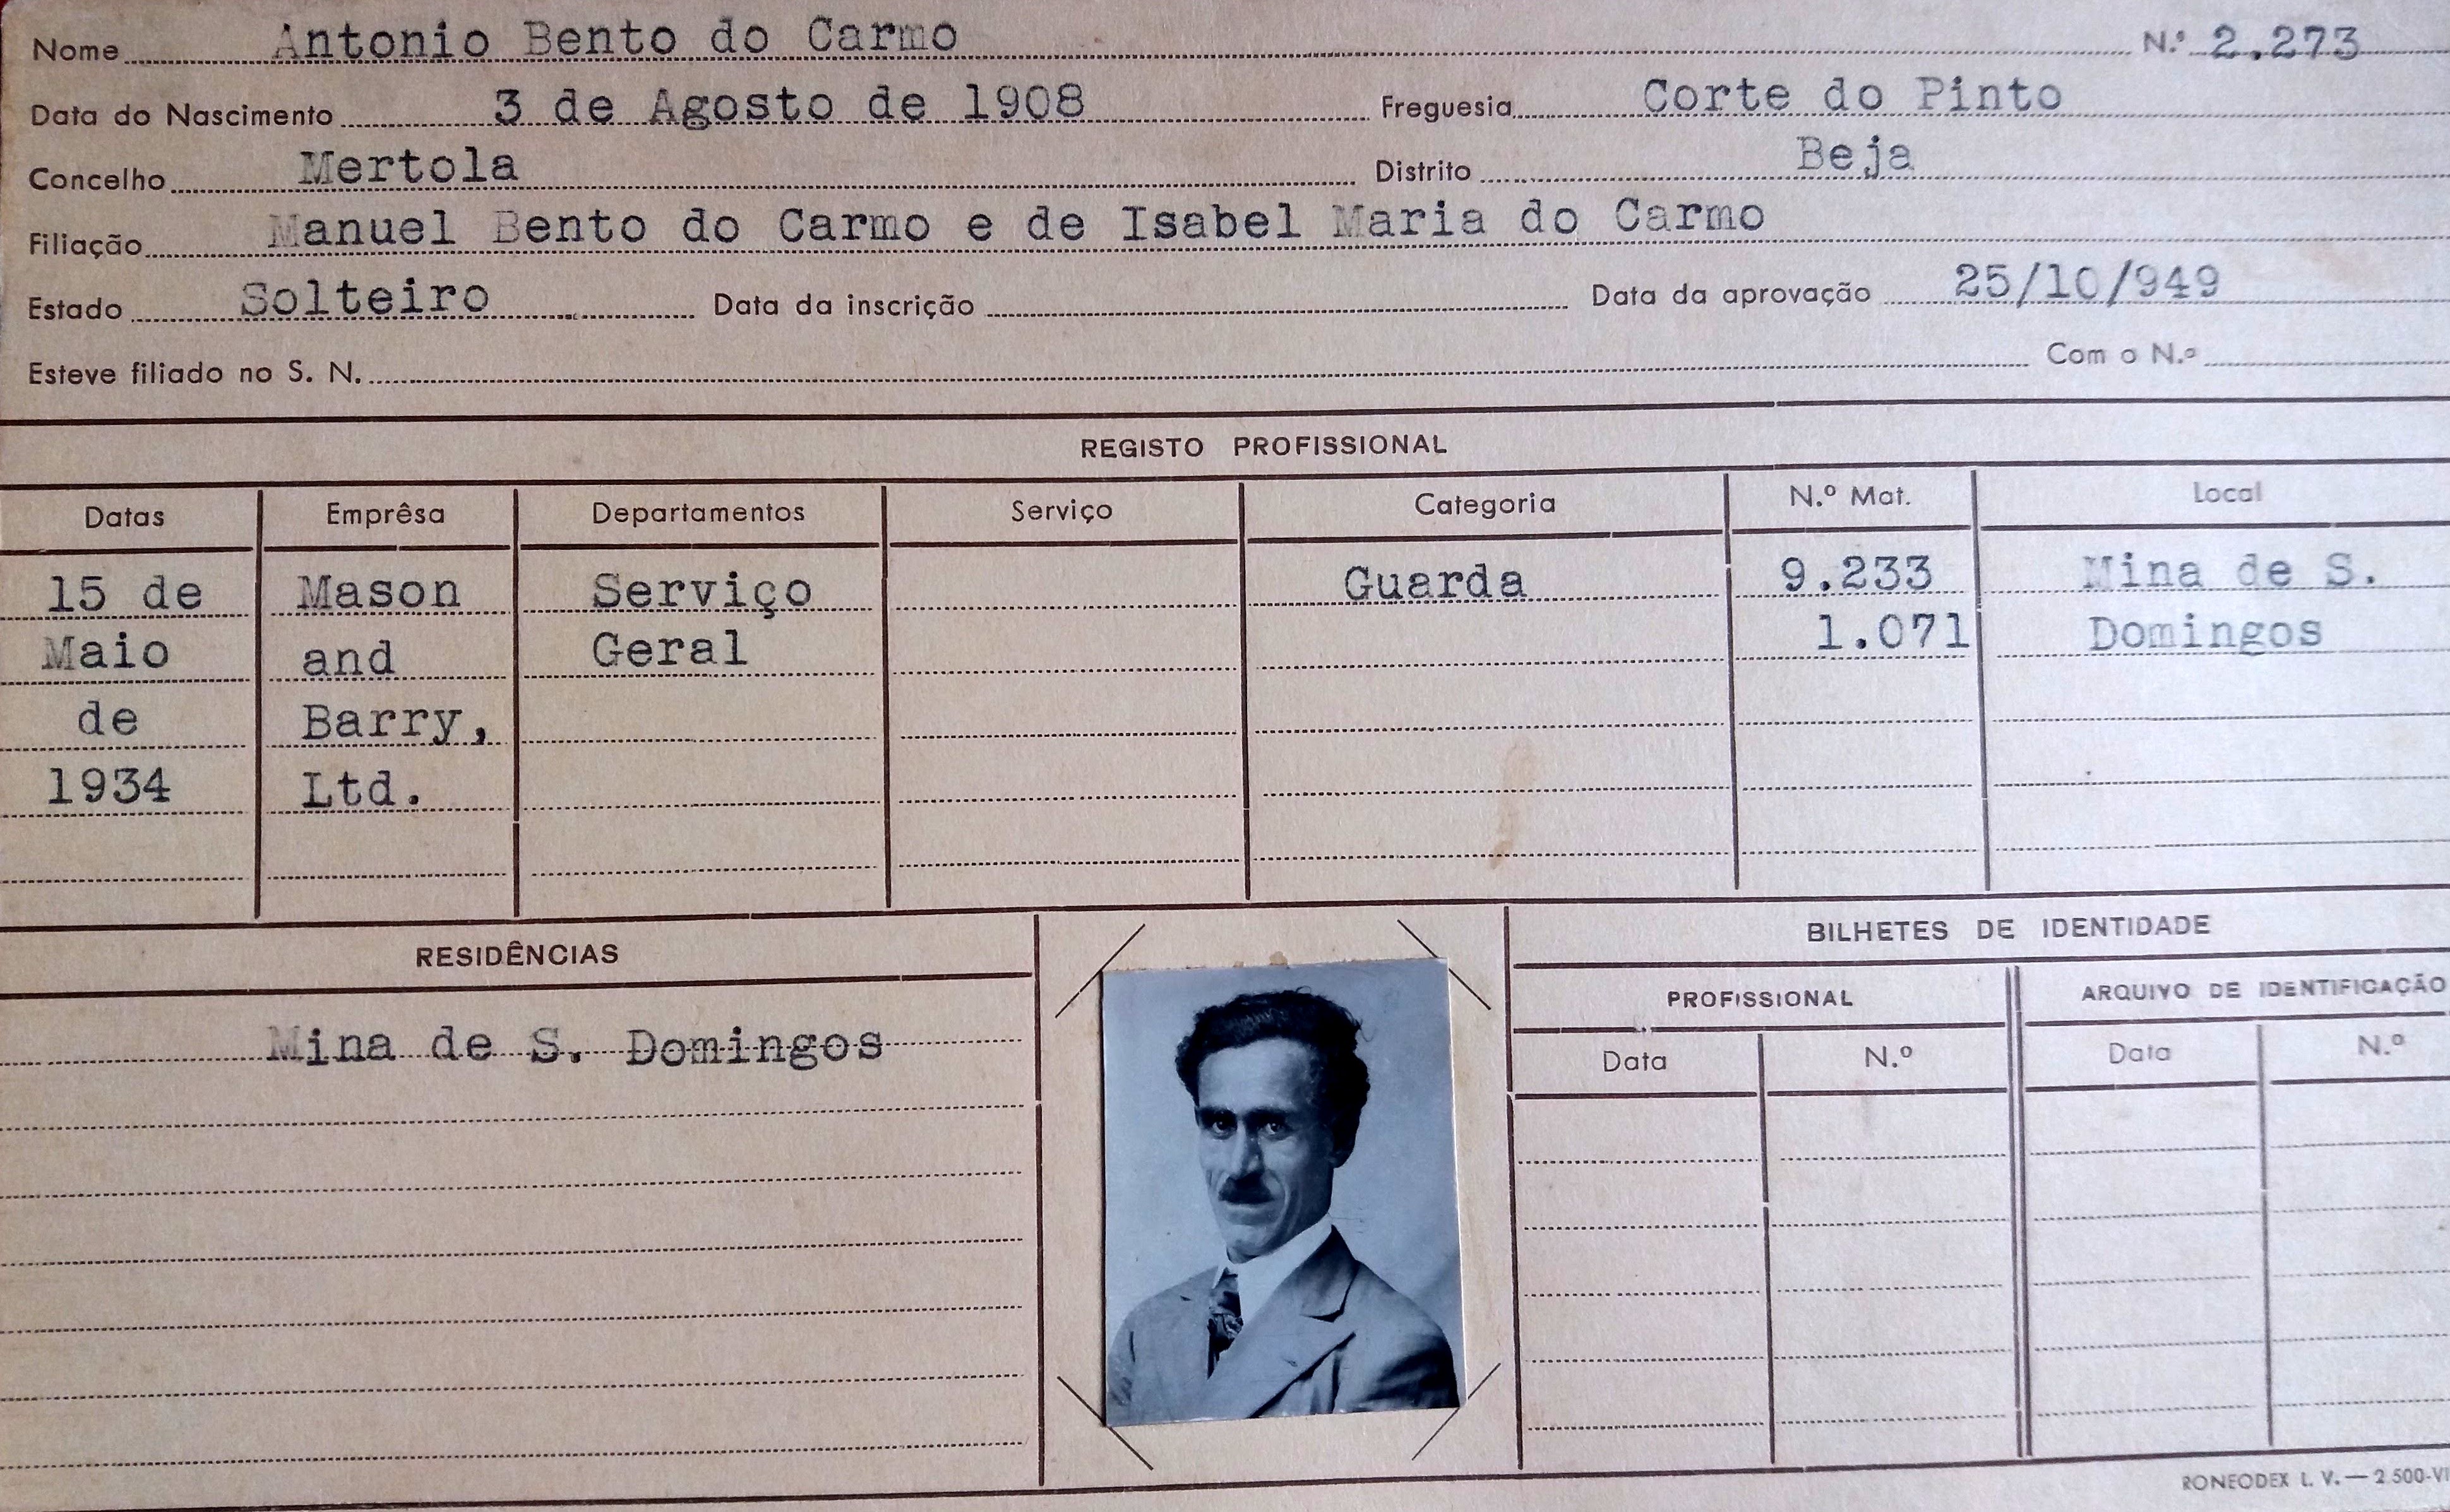 Nome Antonio Bento do Carmo N.º 2.273
Data do Nascimento 3 de Agosto de 1908 Freguesia Corte do Pinto
Concelho Mertola Distrito Beja
Filiação Manuel Bento do Carmo e de Isabel Maria do Carmo
Estado Solteiro Data da inscrição Data da aprovação 25/10/949
Esteve filiado no S. N. Com o N.º
REGISTO PROFISSIONAL
Datas Emprêsa Departamentos Serviço Categoria N.º Mat. Local
15 de Mason Serviço Guarda 9.233 Mina de S.
Maio and Geral 1.071 Domingos
de Barry,
1934 Ltd.
RESIDÊNCIAS
Mina de S. Domingos
BILHETES DE IDENTIDADE
PROFISSIONAL ARQUIVO DE IDENTIFICAÇÃO
Data N.º Data N.º
RONEODEX L. V. — 2.500-VI